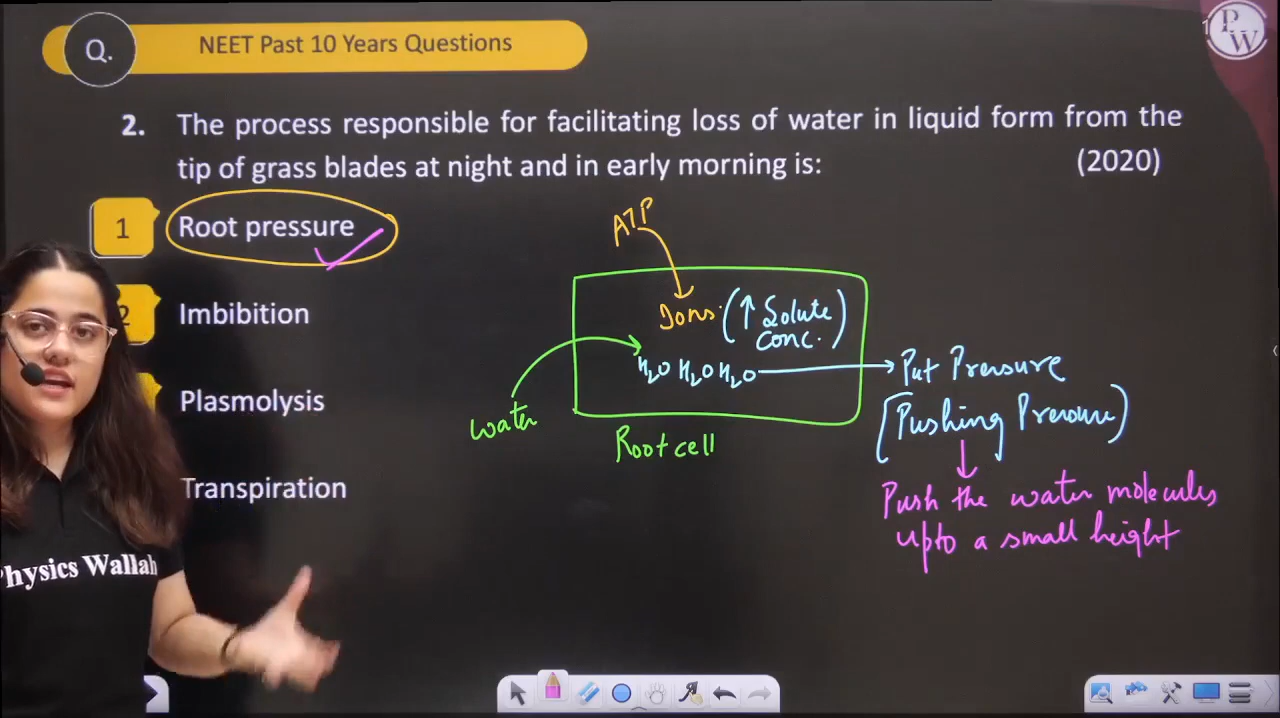 Q.
NEET Past 10 Years Questions
PW
2. The process responsible for facilitating loss of water in liquid form from the
tip of grass blades at night and in early morning is: (2020)
1 Root pressure
2 Imbibition
Plasmolysis
Transpiration
ATP
Ions (↑ Solute
conc.)
H₂O H₂O H₂O
water
Root cell
Put Pressure
[Pushing Pressure]
Push the water molecules
upto a small height
Physics Wallah